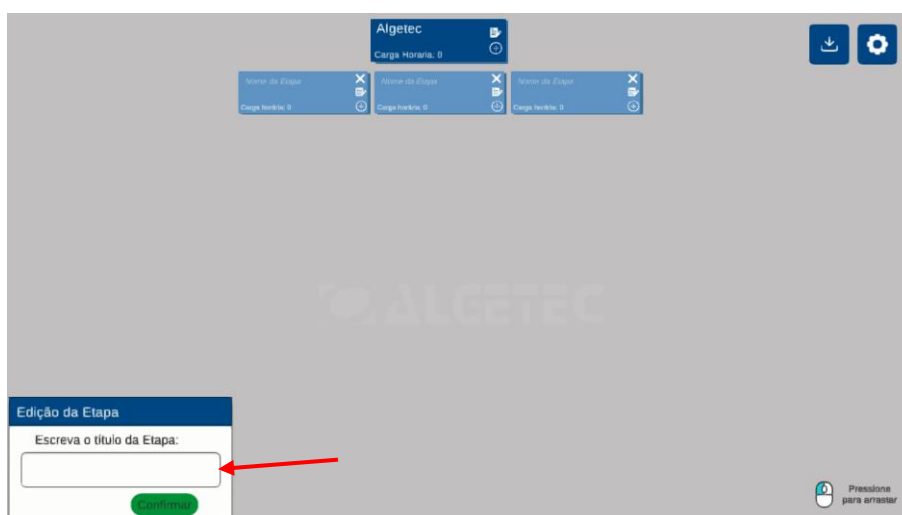 Algetec
Carga Horaria: 0
Nome da Etapa
Carga horária: 0
Nome da Etapa
Carga horária: 0
Nome da Etapa
Carga horária: 0
ALGETEC
Edição da Etapa
Escreva o título da Etapa:
Confirmar
Pressione
para arrastar